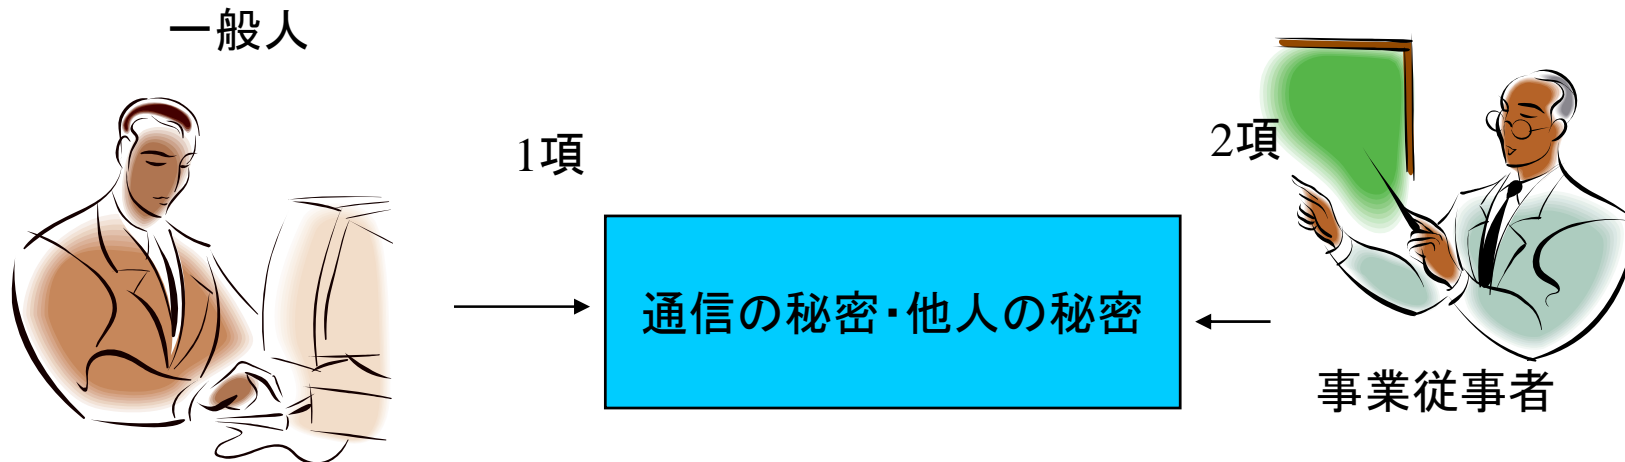 一般人
1項
2項
通信の秘密・他人の秘密
事業従事者